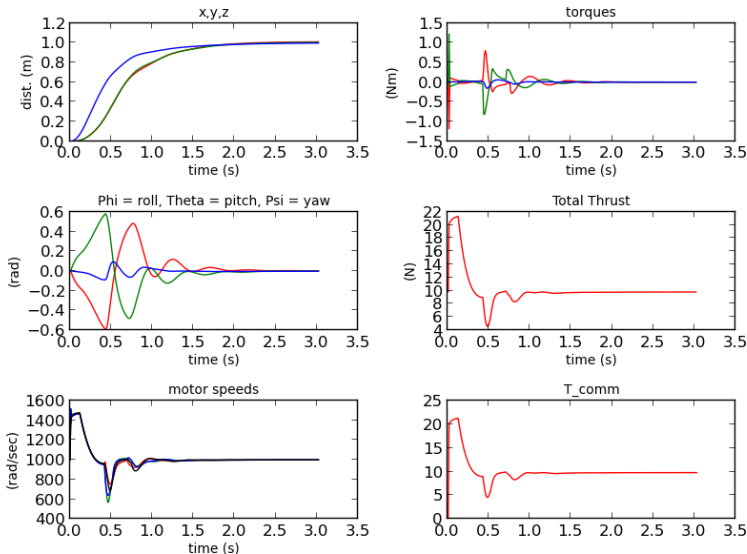 x,y,z
dist. (m)
1.2
1.0
0.8
0.6
0.4
0.2
0.0
0.0 0.5 1.0 1.5 2.0 2.5 3.0 3.5
time (s)
torques
(Nm)
1.5
1.0
0.5
0.0
−0.5
−1.0
−1.5
0.0 0.5 1.0 1.5 2.0 2.5 3.0 3.5
time (s)
Phi = roll, Theta = pitch, Psi = yaw
(rad)
0.6
0.4
0.2
0.0
−0.2
−0.4
−0.6
0.0 0.5 1.0 1.5 2.0 2.5 3.0 3.5
time (s)
Total Thrust
(N)
22
20
18
16
14
12
10
8
6
4
0.0 0.5 1.0 1.5 2.0 2.5 3.0 3.5
time (s)
motor speeds
(rad/sec)
1600
1400
1200
1000
800
600
400
0.0 0.5 1.0 1.5 2.0 2.5 3.0 3.5
time (s)
T_comm
25
20
15
10
5
0
0.0 0.5 1.0 1.5 2.0 2.5 3.0 3.5
time (s)